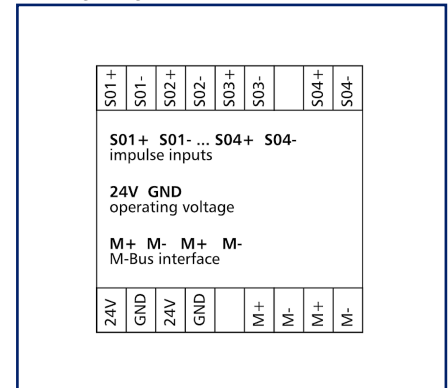 S01+ S01- S02+ S02- S03+ S03- S04+ S04-
S01+ S01- ... S04+ S04-
impulse inputs
24V GND
operating voltage
M+ M- M+ M-
M-Bus interface
24V GND 24V GND M+ M- M+ M-